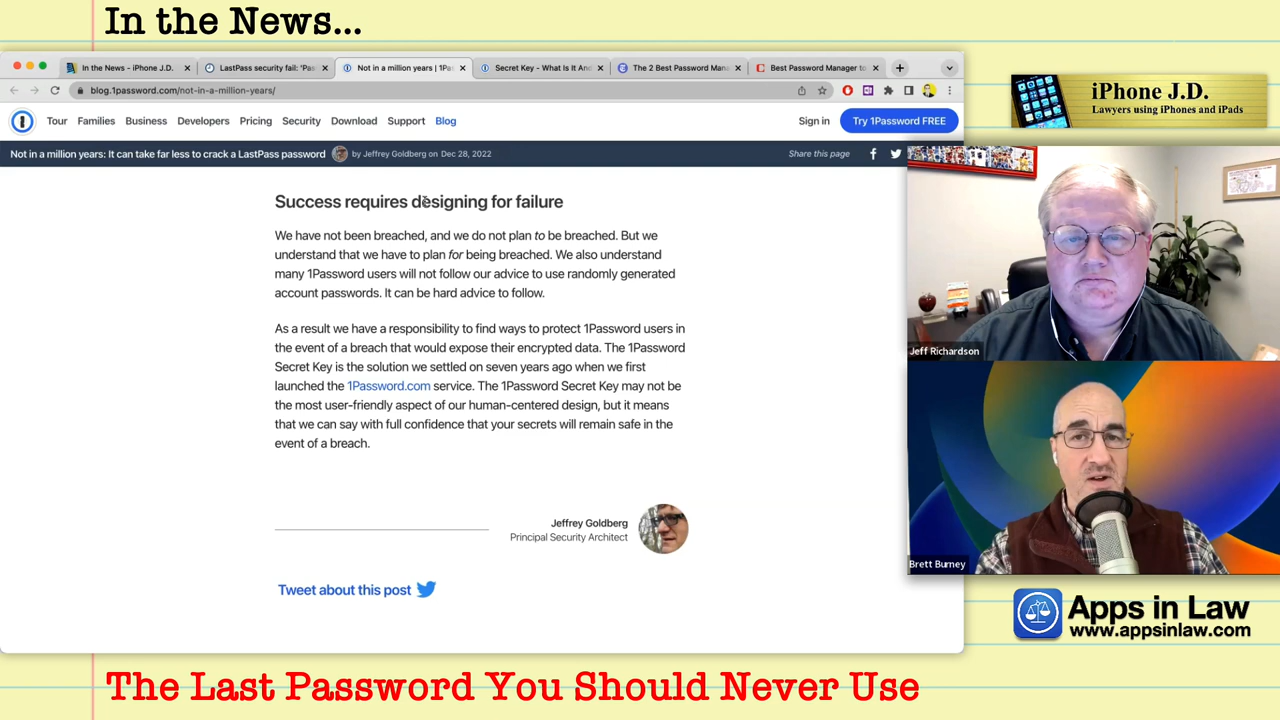 In the News...
In the News - iPhone J.D.
LastPass security fail: 'Pas
Not in a million years | 1Pa
Secret Key - What Is It An
The 2 Best Password Man
Best Password Manager to
blog.1password.com/not-in-a-million-years/
Tour Families Business Developers Pricing Security Download Support Blog
Sign in Try 1Password FREE
Not in a million years: It can take far less to crack a LastPass password by Jeffrey Goldberg on Dec 28, 2022 Share this page
Success requires designing for failure
We have not been breached, and we do not plan to be breached. But we
understand that we have to plan for being breached. We also understand
many 1Password users will not follow our advice to use randomly generated
account passwords. It can be hard advice to follow.
As a result we have a responsibility to find ways to protect 1Password users in
the event of a breach that would expose their encrypted data. The 1Password
Secret Key is the solution we settled on seven years ago when we first
launched the 1Password.com service. The 1Password Secret Key may not be
the most user-friendly aspect of our human-centered design, but it means
that we can say with full confidence that your secrets will remain safe in the
event of a breach.
Jeffrey Goldberg
Principal Security Architect
Tweet about this post
iPhone J.D.
Lawyers using iPhones and iPads
Jeff Richardson
Brett Burney
Apps in Law
www.appsinlaw.com
The Last Password You Should Never Use